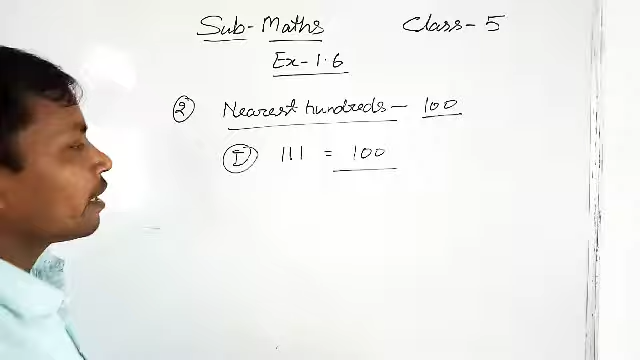 Sub- Maths Class- 5
Ex- 1.6
2 Nearest hundreds— 100
I 111 = 100